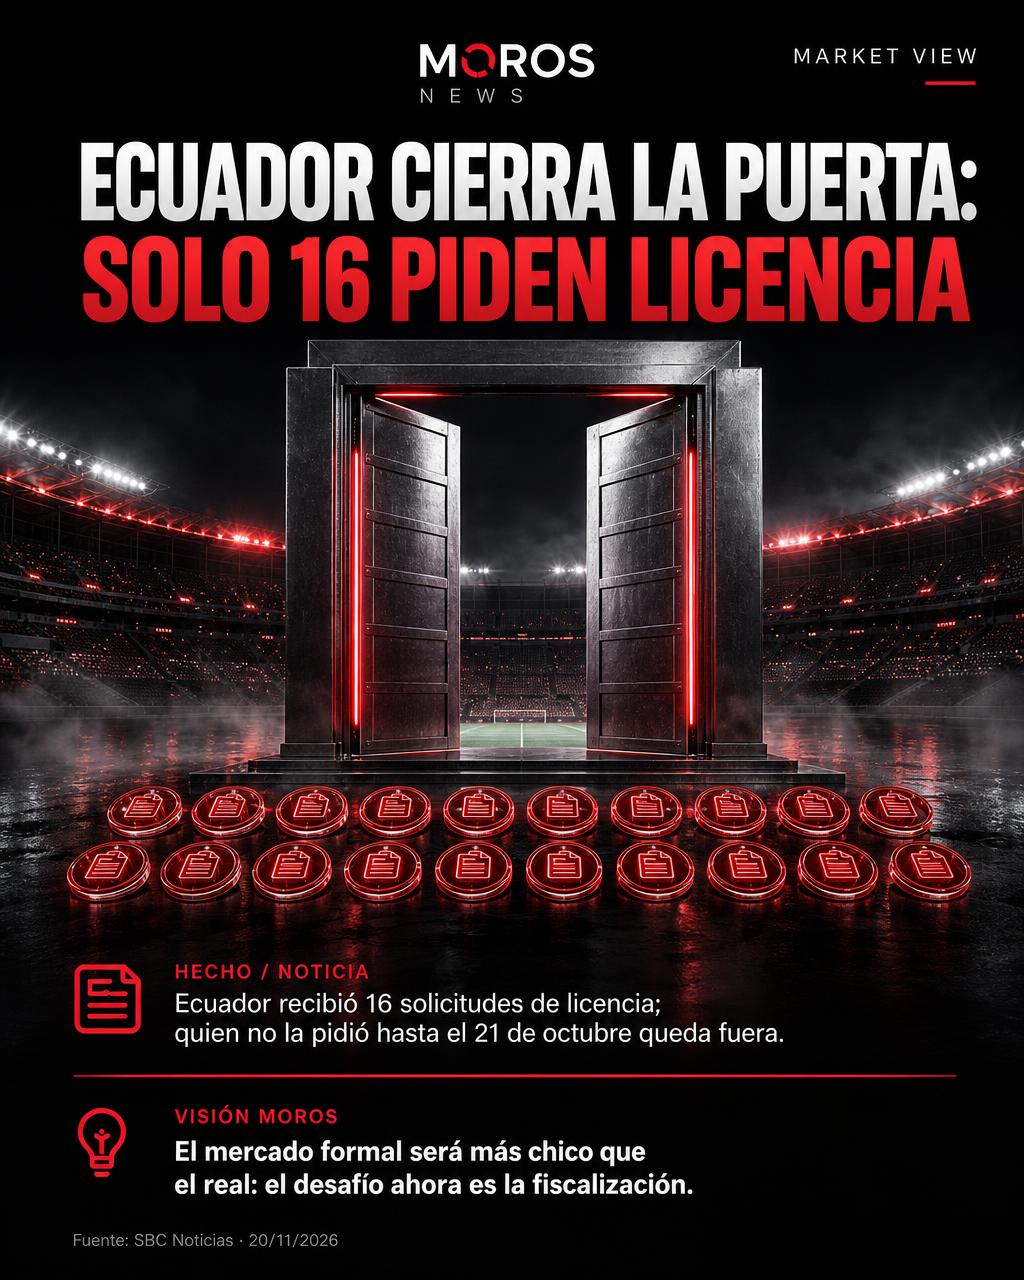 MOROS
NEWS
MARKET VIEW
ECUADOR CIERRA LA PUERTA:
SOLO 16 PIDEN LICENCIA
HECHO / NOTICIA
Ecuador recibió 16 solicitudes de licencia;
quien no la pidió hasta el 21 de octubre queda fuera.
VISIÓN MOROS
El mercado formal será más chico que
el real: el desafío ahora es la fiscalización.
Fuente: SBC Noticias · 20/11/2026